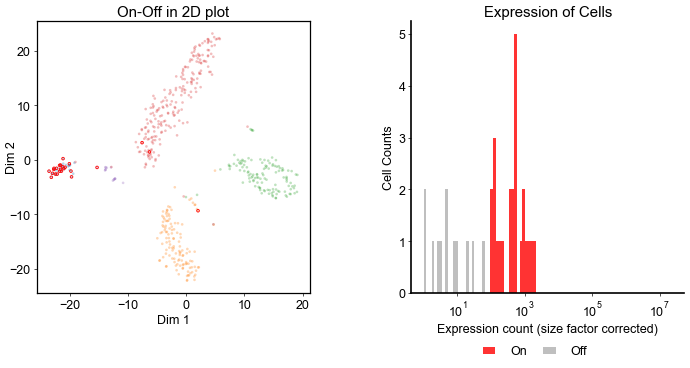 On-Off in 2D plot
Expression of Cells
20
10
0
−10
−20
Dim 2
−20 −10 0 10 20
Dim 1
5
4
3
2
1
0
Cell Counts
10^1 10^3 10^5 10^7
Expression count (size factor corrected)
On Off